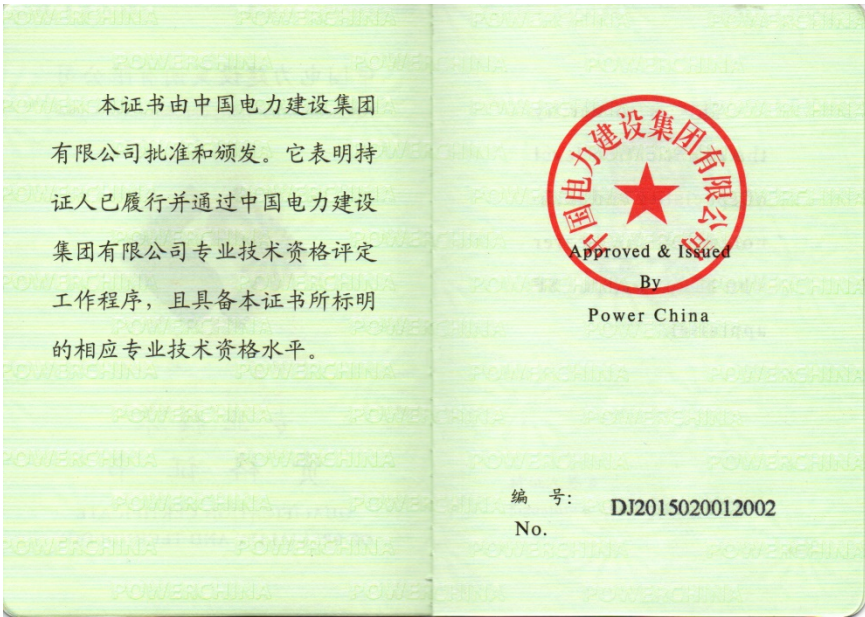 本证书由中国电力建设集团
有限公司批准和颁发。它表明持
证人已履行并通过中国电力建设
集团有限公司专业技术资格评定
工作程序，且具备本证书所标明
的相应专业技术资格水平。
中国电力建设集团有限公司
Approved & Issued
By
Power China
编 号:
DJ2015020012002
No.